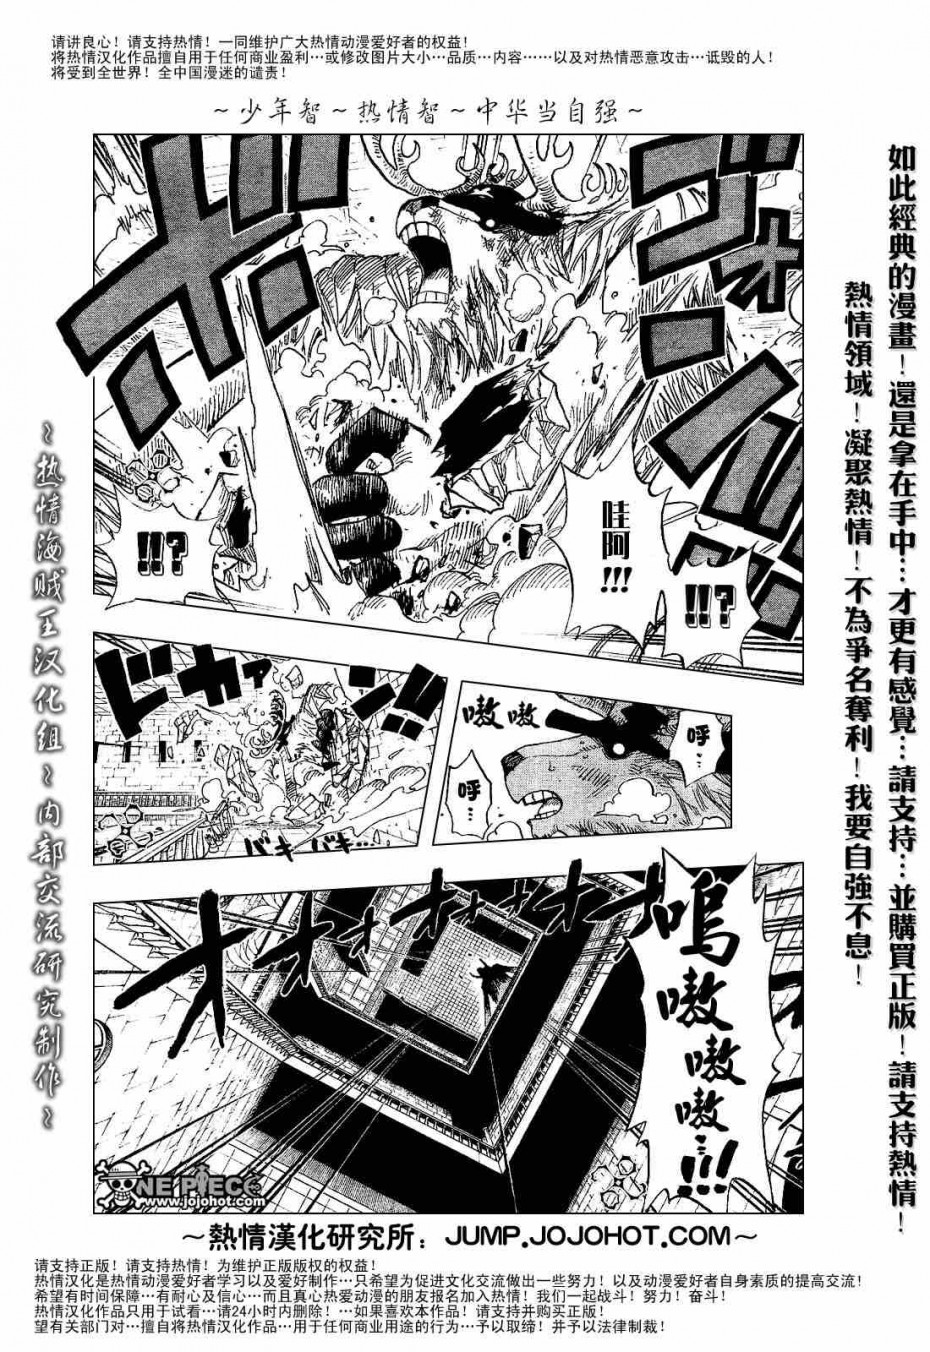 请讲良心！请支持热情！一同维护广大热情动漫爱好者的权益！
将热情汉化作品擅自用于任何商业盈利…或修改图片大小…品质…内容……以及对热情恶意攻击…诋毁的人！
将受到全世界！全中国漫迷的谴责！
～少年智～热情智～中华当自强～
如此經典的漫畫！還是拿在手中…才更有感覺…請支持…並購買正版！請支持熱情！
熱情領域！凝聚熱情！不為爭名奪利！我要自強不息！
～热情海贼王汉化组～内部交流研究制作～
哇阿!!!
!!?
!!?
ドカァァン!!
バキバキ…
嗷嗷
呼…
呼…
オオオオオオ
嗚嗷嗷嗷…!!!
ONE PIECE
www.jojohot.com
～熱情漢化研究所：JUMP.JOJOHOT.COM～
请支持正版！请支持热情！为维护正版版权的权益！
热情汉化是热情动漫爱好者学习以及爱好制作…只希望为促进文化交流做出一些努力！以及动漫爱好者自身素质的提高交流！
希望有时间保障…有耐心及信心…而且真心热爱动漫的朋友报名加入热情！我们一起战斗！努力！奋斗！
热情汉化作品只用于试看…请24小时内删除！…如果喜欢本作品！请支持并购买正版！
望有关部门对…擅自将热情汉化作品…用于任何商业用途的行为…予以取缔！并予以法律制裁！